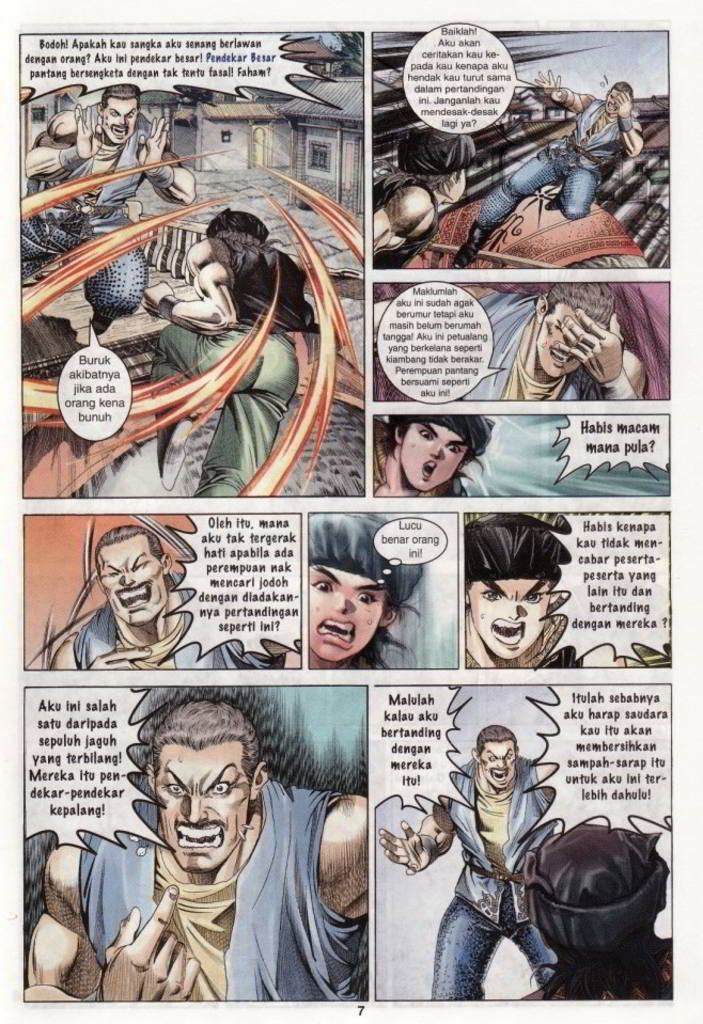 Bodoh! Apakah kau sangka aku senang berlawan
dengan orang? Aku ini pendekar besar! Pendekar Besar
pantang bersengketa dengan tak tentu fasal! Faham?
Buruk
akibatnya
jika ada
orang kena
bunuh
Baiklah!
Aku akan
ceritakan kau ke-
pada kau kenapa aku
hendak kau turut sama
dalam pertandingan
ini. Janganlah kau
mendesak-desak
lagi ya?
Maklumlah
aku ini sudah agak
berumur tetapi aku
masih belum berumah
tangga! Aku ini petualang
yang berkelana seperti
kiambang tidak berakar.
Perempuan pantang
bersuami seperti
aku ini!
Habis macam
mana pula?
Oleh itu, mana
aku tak tergerak
hati apabila ada
perempuan nak
mencari jodoh
dengan diadakan-
nya pertandingan
seperti ini?
Lucu
benar orang
ini!
Habis kenapa
kau tidak men-
cabar peserta-
peserta yang
lain itu dan
bertanding
dengan mereka ?!
Aku ini salah
satu daripada
sepuluh jaguh
yang terbilang!
Mereka itu pen-
dekar-pendekar
kepalang!
Malulah
kalau aku
bertanding
dengan
mereka
itu!
Itulah sebabnya
aku harap saudara
kau itu akan
membersihkan
sampah-sarap itu
untuk aku ini ter-
lebih dahulu!
7